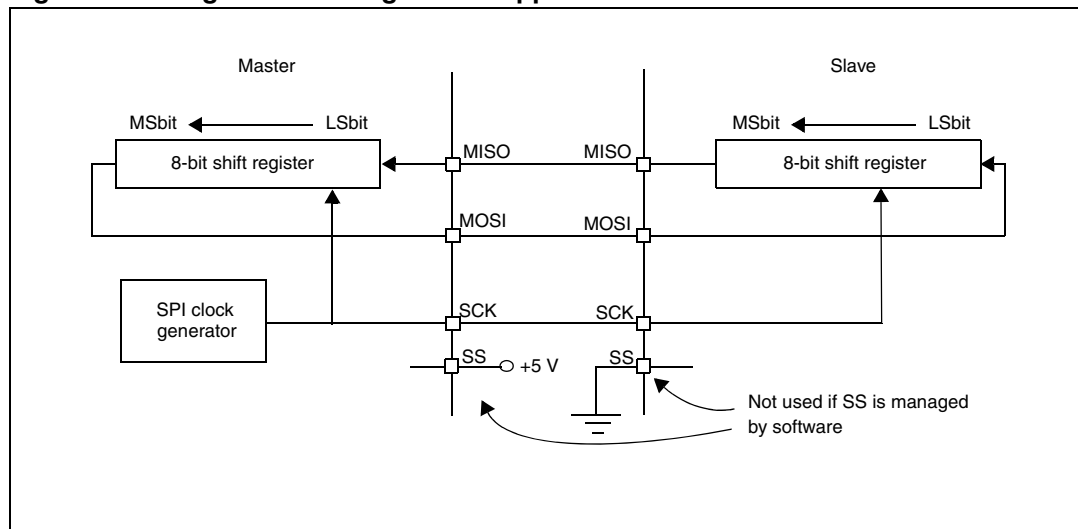 Master
Slave
MSbit
LSbit
MSbit
LSbit
8-bit shift register
MISO
MISO
8-bit shift register
MOSI
MOSI
SPI clock
generator
SCK
SCK
SS
+5 V
SS
Not used if SS is managed
by software